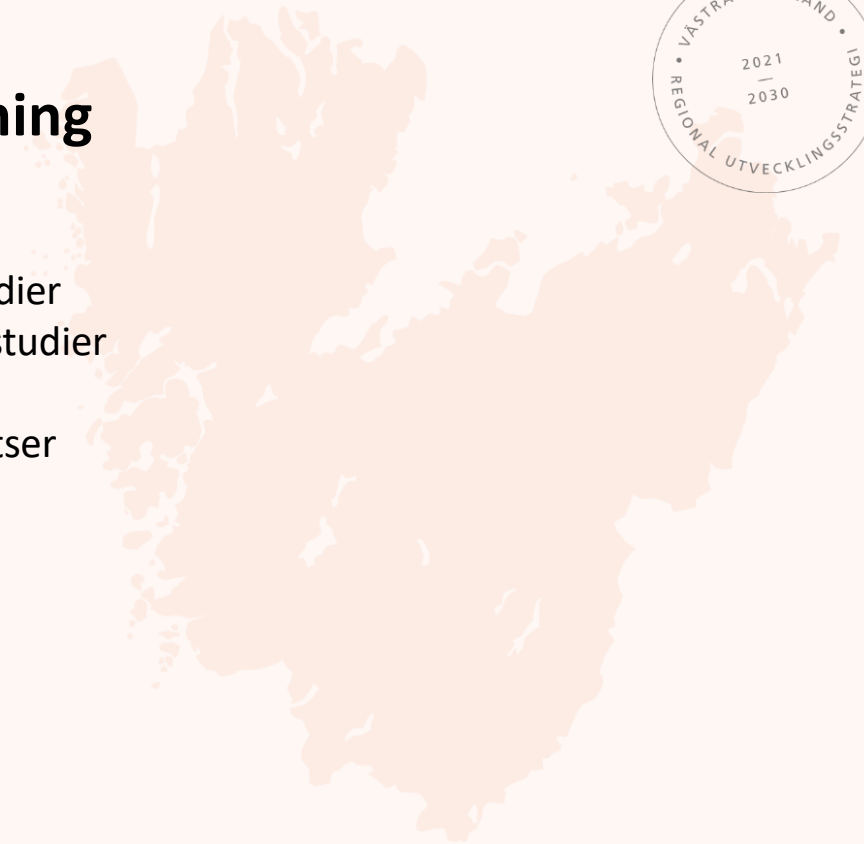 ning
dier
studier
tser
• VÄSTRA
AND •
REGIONAL UTVECKLINGSSTRATEGI
2021
—
2030